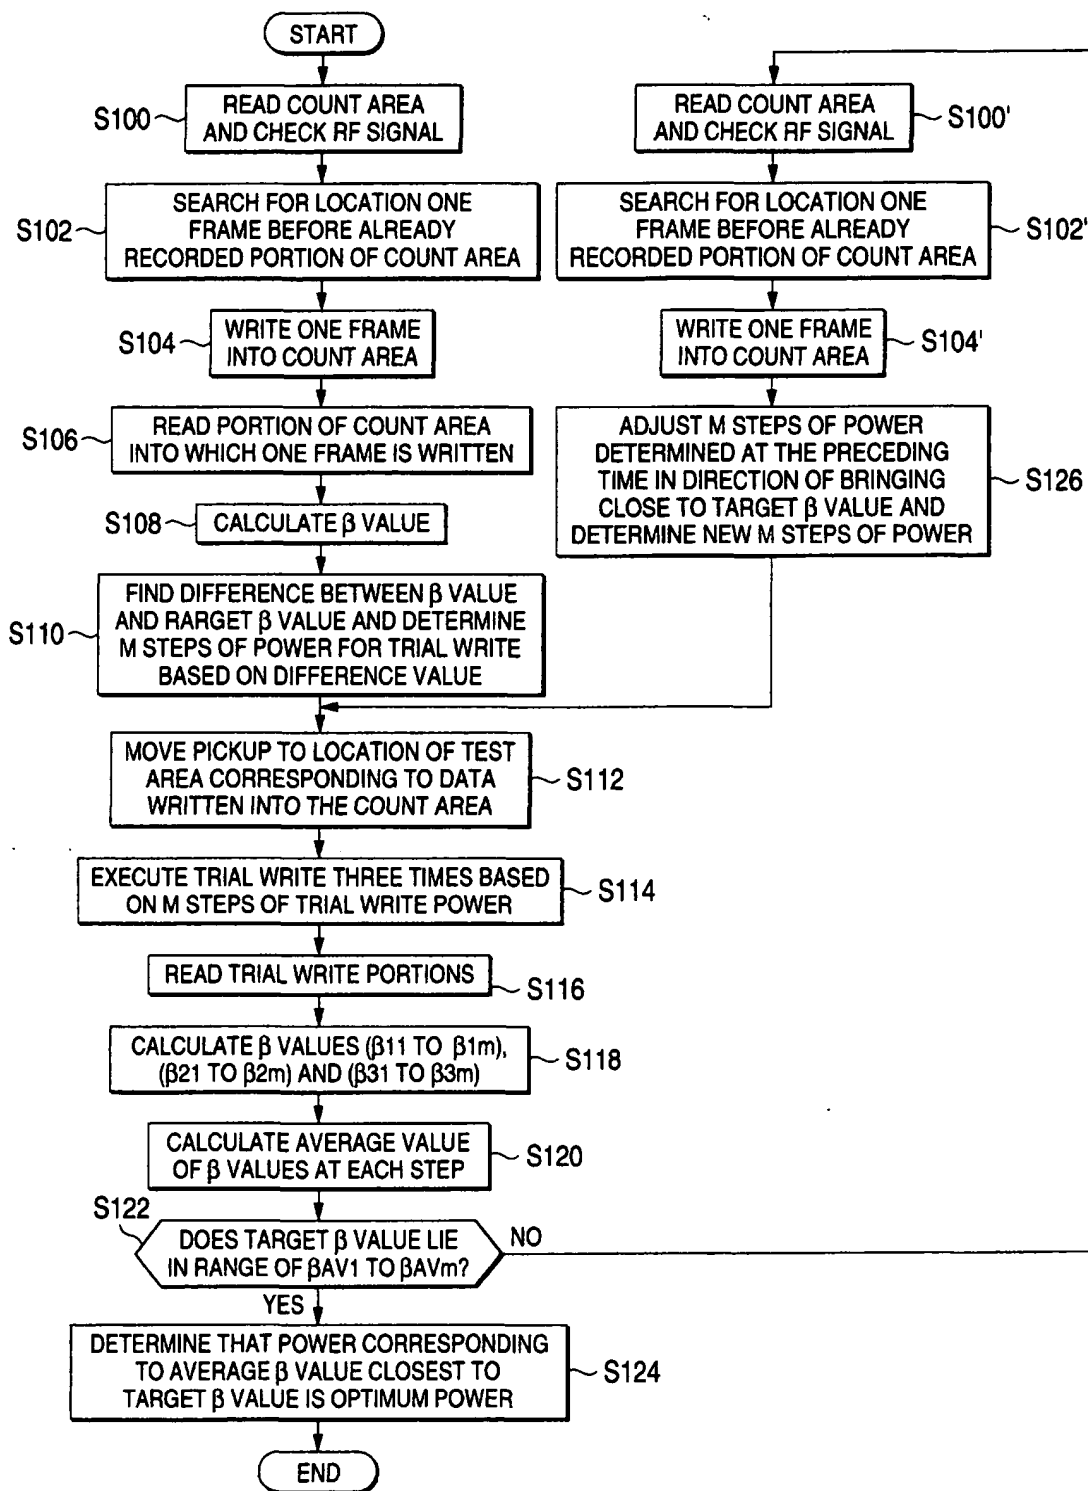 START
S100
READ COUNT AREA
AND CHECK RF SIGNAL
S102
SEARCH FOR LOCATION ONE
FRAME BEFORE ALREADY
RECORDED PORTION OF COUNT AREA
S104
WRITE ONE FRAME
INTO COUNT AREA
S106
READ PORTION OF COUNT AREA
INTO WHICH ONE FRAME IS WRITTEN
S108
CALCULATE β VALUE
S110
FIND DIFFERENCE BETWEEN β VALUE
AND RARGET β VALUE AND DETERMINE
M STEPS OF POWER FOR TRIAL WRITE
BASED ON DIFFERENCE VALUE
READ COUNT AREA
AND CHECK RF SIGNAL
S100'
SEARCH FOR LOCATION ONE
FRAME BEFORE ALREADY
RECORDED PORTION OF COUNT AREA
S102'
WRITE ONE FRAME
INTO COUNT AREA
S104'
ADJUST M STEPS OF POWER
DETERMINED AT THE PRECEDING
TIME IN DIRECTION OF BRINGING
CLOSE TO TARGET β VALUE AND
DETERMINE NEW M STEPS OF POWER
S126
MOVE PICKUP TO LOCATION OF TEST
AREA CORRESPONDING TO DATA
WRITTEN INTO THE COUNT AREA
S112
EXECUTE TRIAL WRITE THREE TIMES BASED
ON M STEPS OF TRIAL WRITE POWER
S114
READ TRIAL WRITE PORTIONS
S116
CALCULATE β VALUES (β11 TO β1m),
(β21 TO β2m) AND (β31 TO β3m)
S118
CALCULATE AVERAGE VALUE
OF β VALUES AT EACH STEP
S120
S122
DOES TARGET β VALUE LIE
IN RANGE OF βAV1 TO βAVm?
NO
YES
DETERMINE THAT POWER CORRESPONDING
TO AVERAGE β VALUE CLOSEST TO
TARGET β VALUE IS OPTIMUM POWER
S124
END